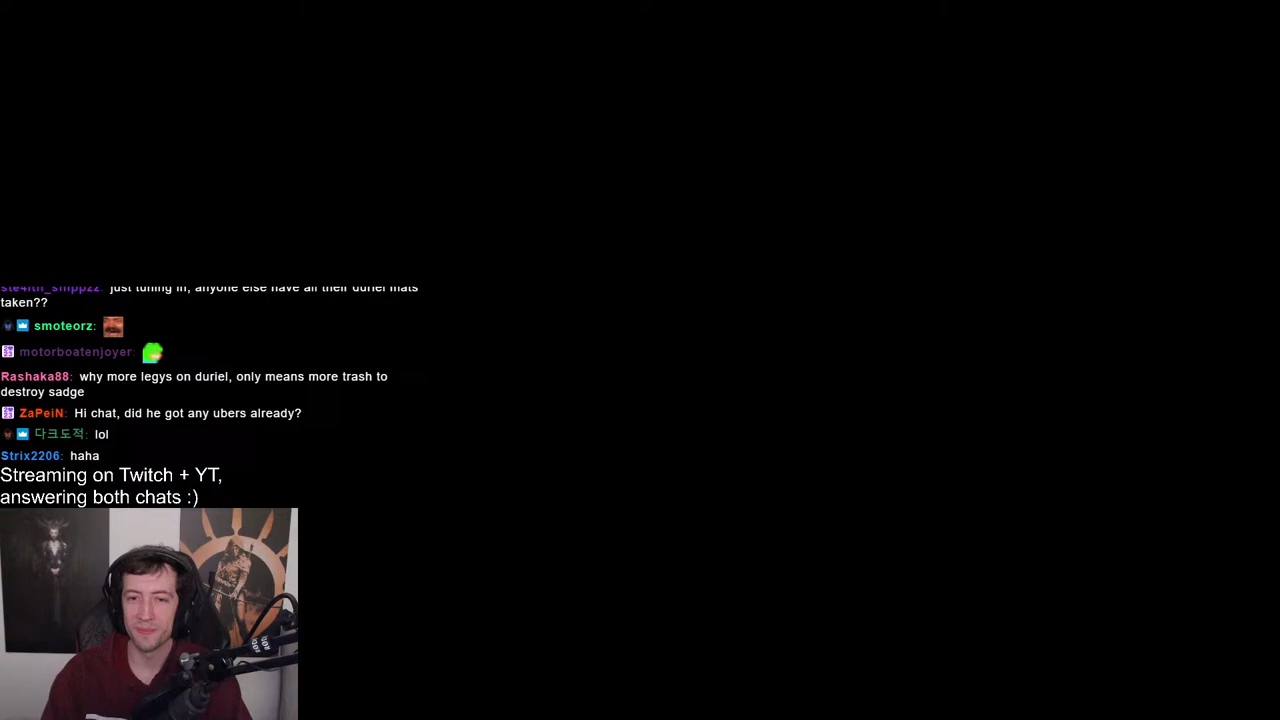 just tuning in, anyone else have all their duriel mats
taken??
smoteorz:
motorboatenjoyer:
Rashaka88: why more legys on duriel, only means more trash to
destroy sadge
ZaPeiN: Hi chat, did he got any ubers already?
다크도적: lol
Strix2206: haha
Streaming on Twitch + YT,
answering both chats :)